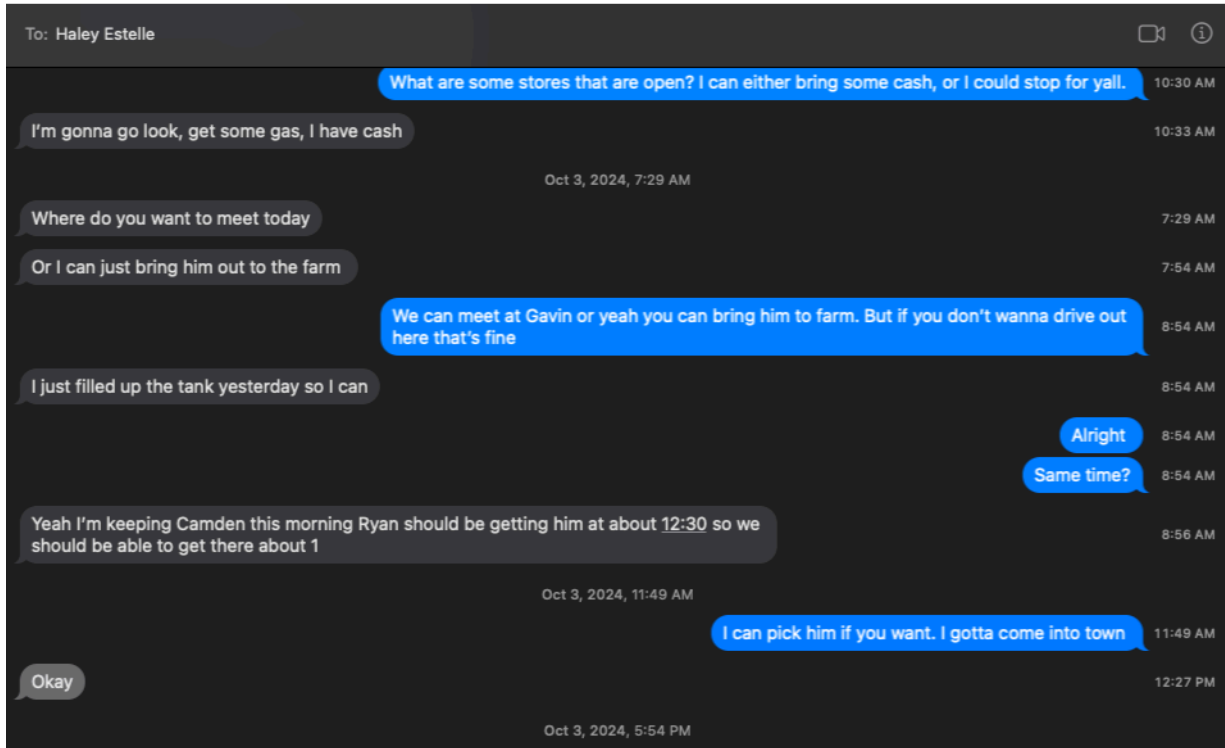 To: Haley Estelle
What are some stores that are open? I can either bring some cash, or I could stop for yall.
10:30 AM
I'm gonna go look, get some gas, I have cash
10:33 AM
Oct 3, 2024, 7:29 AM
Where do you want to meet today
7:29 AM
Or I can just bring him out to the farm
7:54 AM
We can meet at Gavin or yeah you can bring him to farm. But if you don't wanna drive out
here that's fine
8:54 AM
I just filled up the tank yesterday so I can
8:54 AM
Alright
8:54 AM
Same time?
8:54 AM
Yeah I'm keeping Camden this morning Ryan should be getting him at about 12:30 so we
should be able to get there about 1
8:56 AM
Oct 3, 2024, 11:49 AM
I can pick him if you want. I gotta come into town
11:49 AM
Okay
12:27 PM
Oct 3, 2024, 5:54 PM